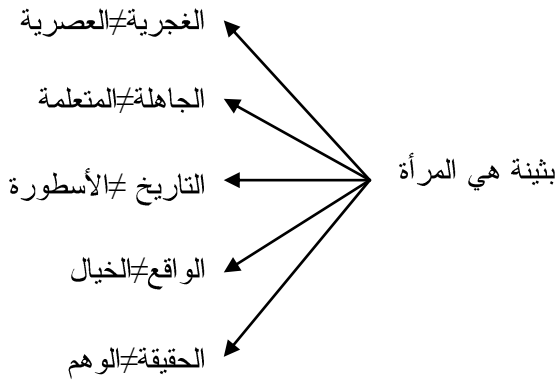 بثينة هي المرأة
الغجرية≠العصرية
الجاهلة≠المتعلمة
التاريخ ≠الأسطورة
الواقع≠الخيال
الحقيقة≠الوهم